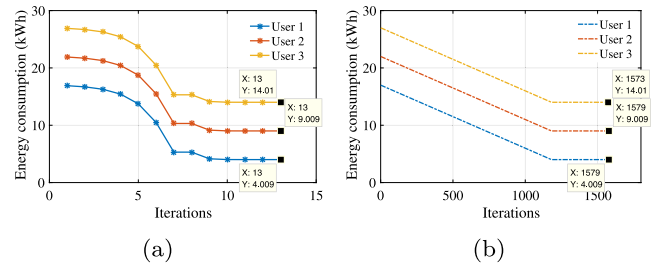 Energy consumption (kWh)
30
20
10
0
0
5
10
15
Iterations
User 1
User 2
User 3
X: 13
Y: 14.01
X: 13
Y: 9.009
X: 13
Y: 4.009
(a)
Energy consumption (kWh)
30
20
10
0
0
500
1000
1500
Iterations
User 1
User 2
User 3
X: 1573
Y: 14.01
X: 1579
Y: 9.009
X: 1579
Y: 4.009
(b)